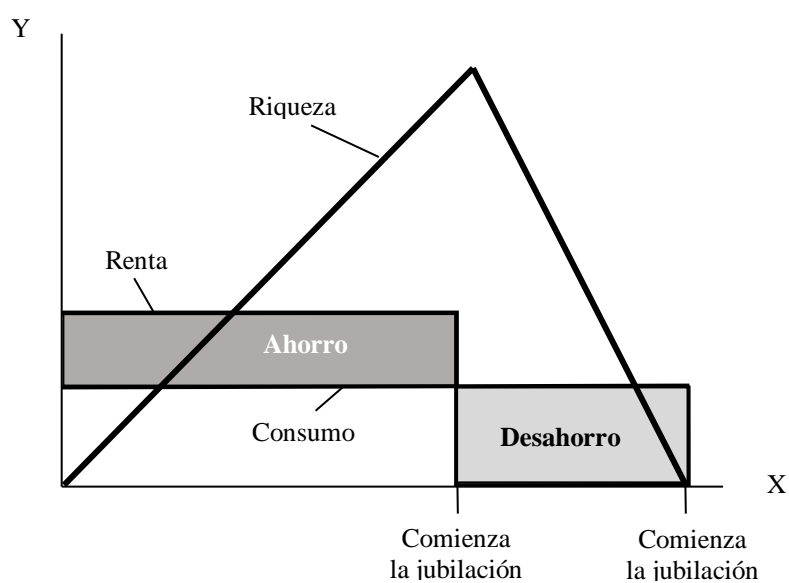 Y
Riqueza
Renta
Ahorro
Consumo
Desahorro
X
Comienza
la jubilación
Comienza
la jubilación